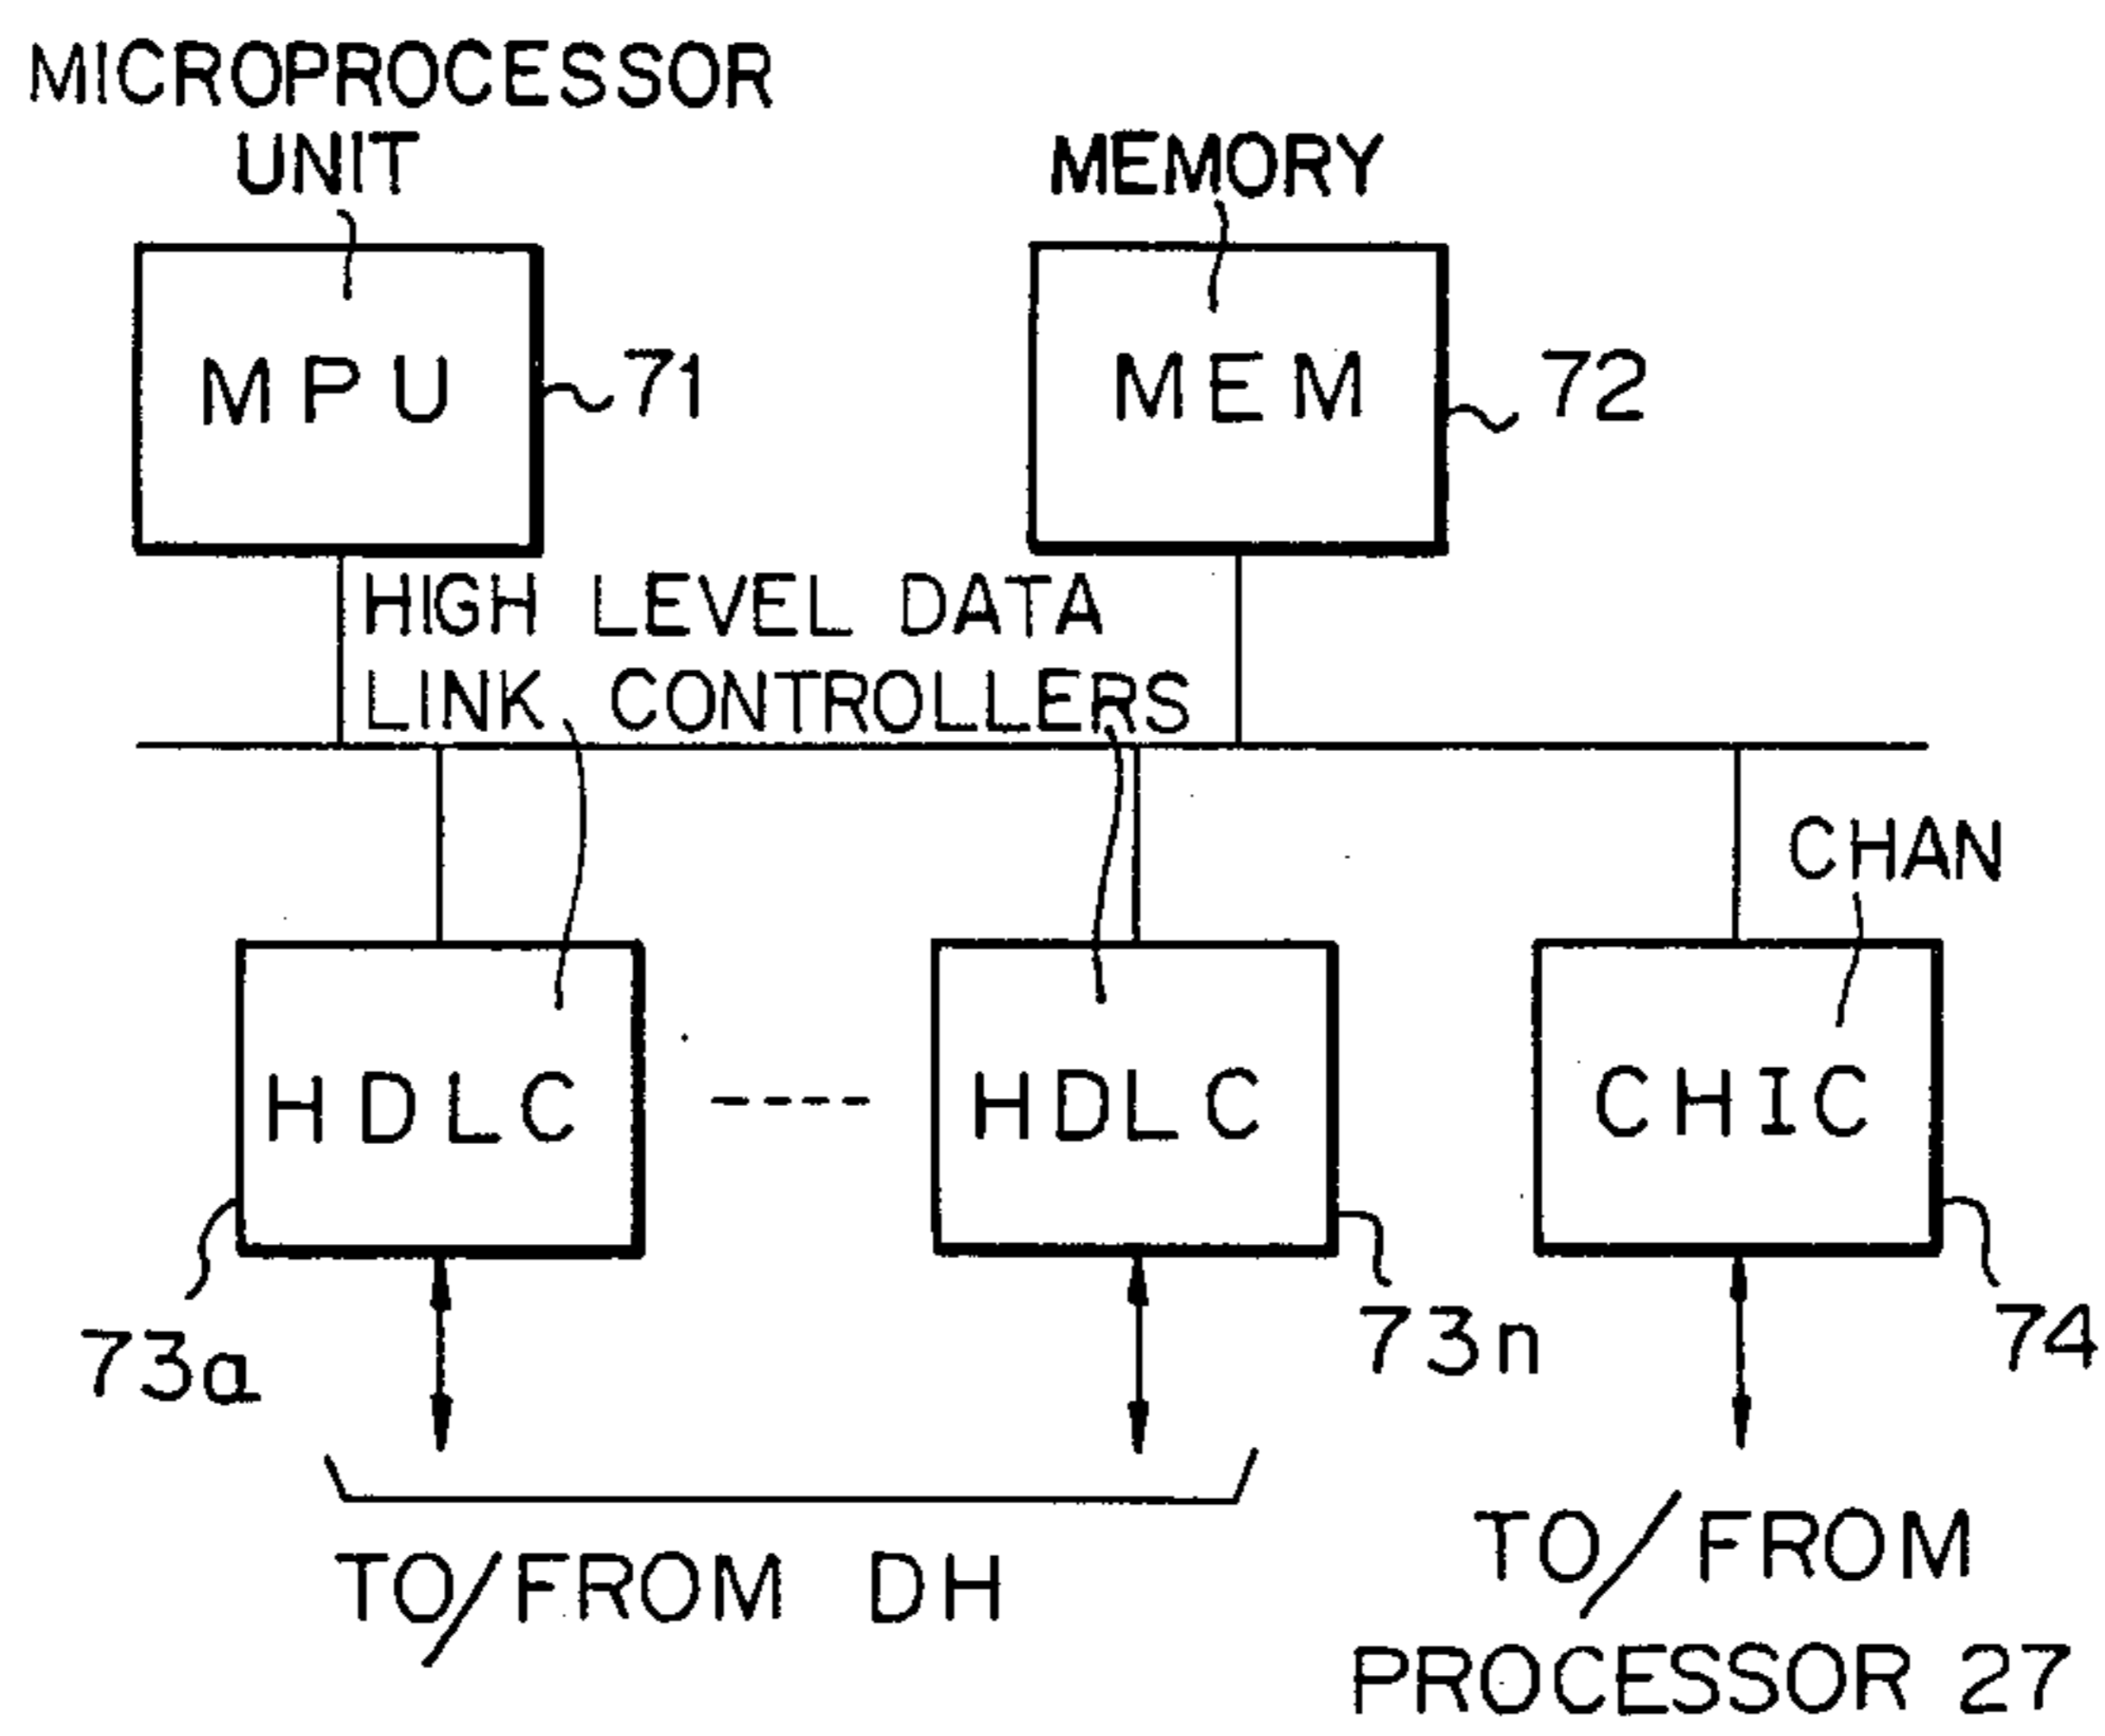 MICROPROCESSOR
UNIT
MEMORY
MPU
71
MEM
72
HIGH LEVEL DATA
LINK CONTROLLERS
CHAN
HDLC
HDLC
CHIC
73a
73n
74
TO/FROM DH
TO/FROM
PROCESSOR 27